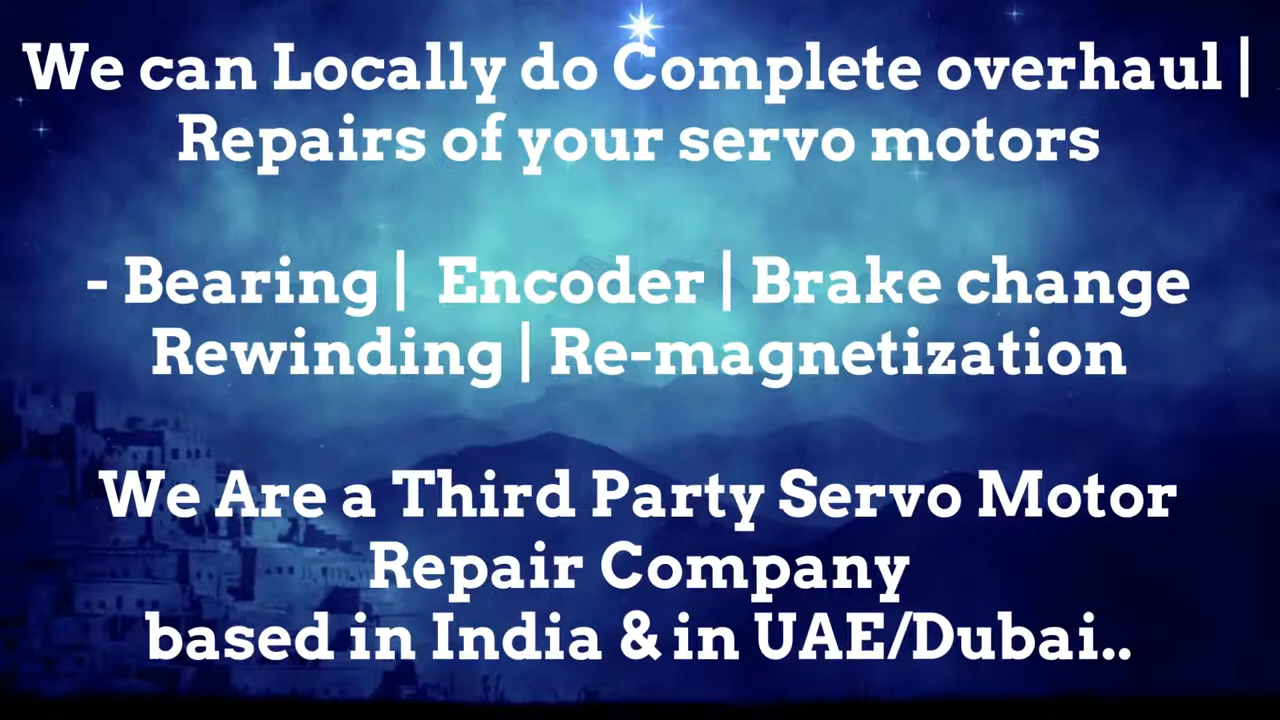 We can Locally do Complete overhaul |
Repairs of your servo motors
- Bearing | Encoder | Brake change
Rewinding | Re-magnetization
We Are a Third Party Servo Motor
Repair Company
based in India & in UAE/Dubai..